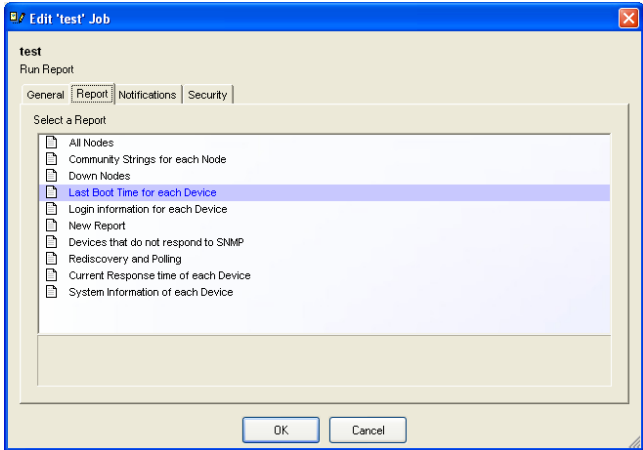 Edit 'test' Job
test
Run Report
General Report Notifications Security
Select a Report
All Nodes
Community Strings for each Node
Down Nodes
Last Boot Time for each Device
Login information for each Device
New Report
Devices that do not respond to SNMP
Rediscovery and Polling
Current Response time of each Device
System Information of each Device
OK Cancel